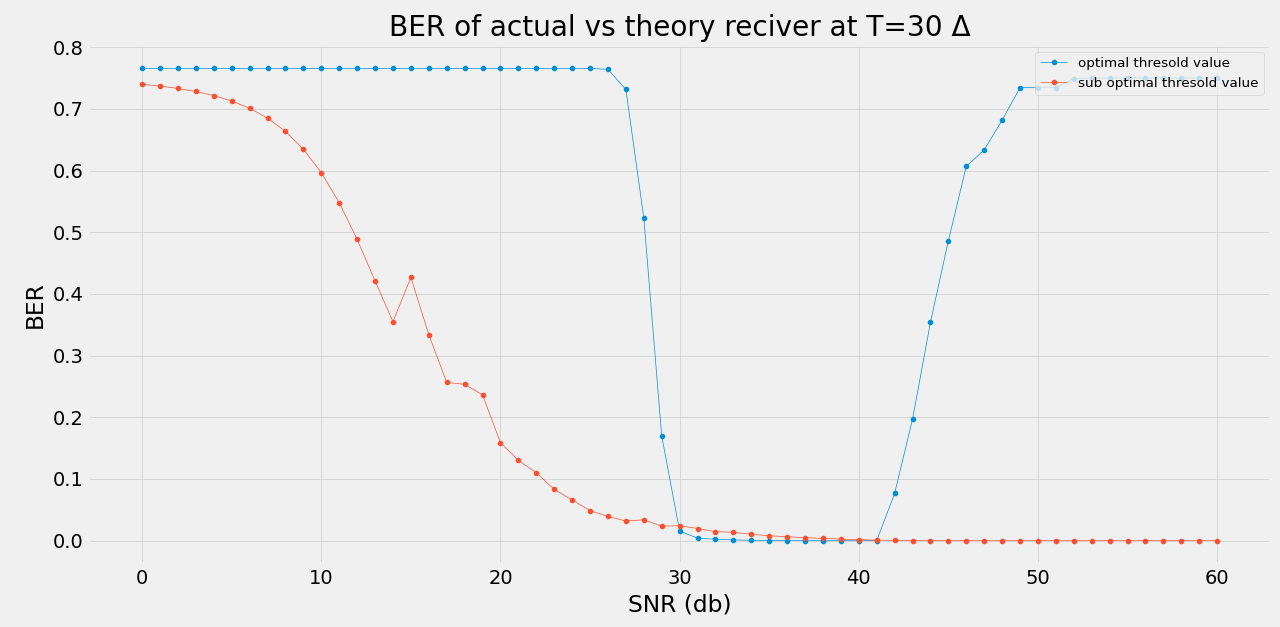 BER of actual vs theory reciver at T=30 Δ
optimal thresold value
sub optimal thresold value
0.8
0.7
0.6
0.5
0.4
0.3
0.2
0.1
0.0
BER
0 10 20 30 40 50 60
SNR (db)